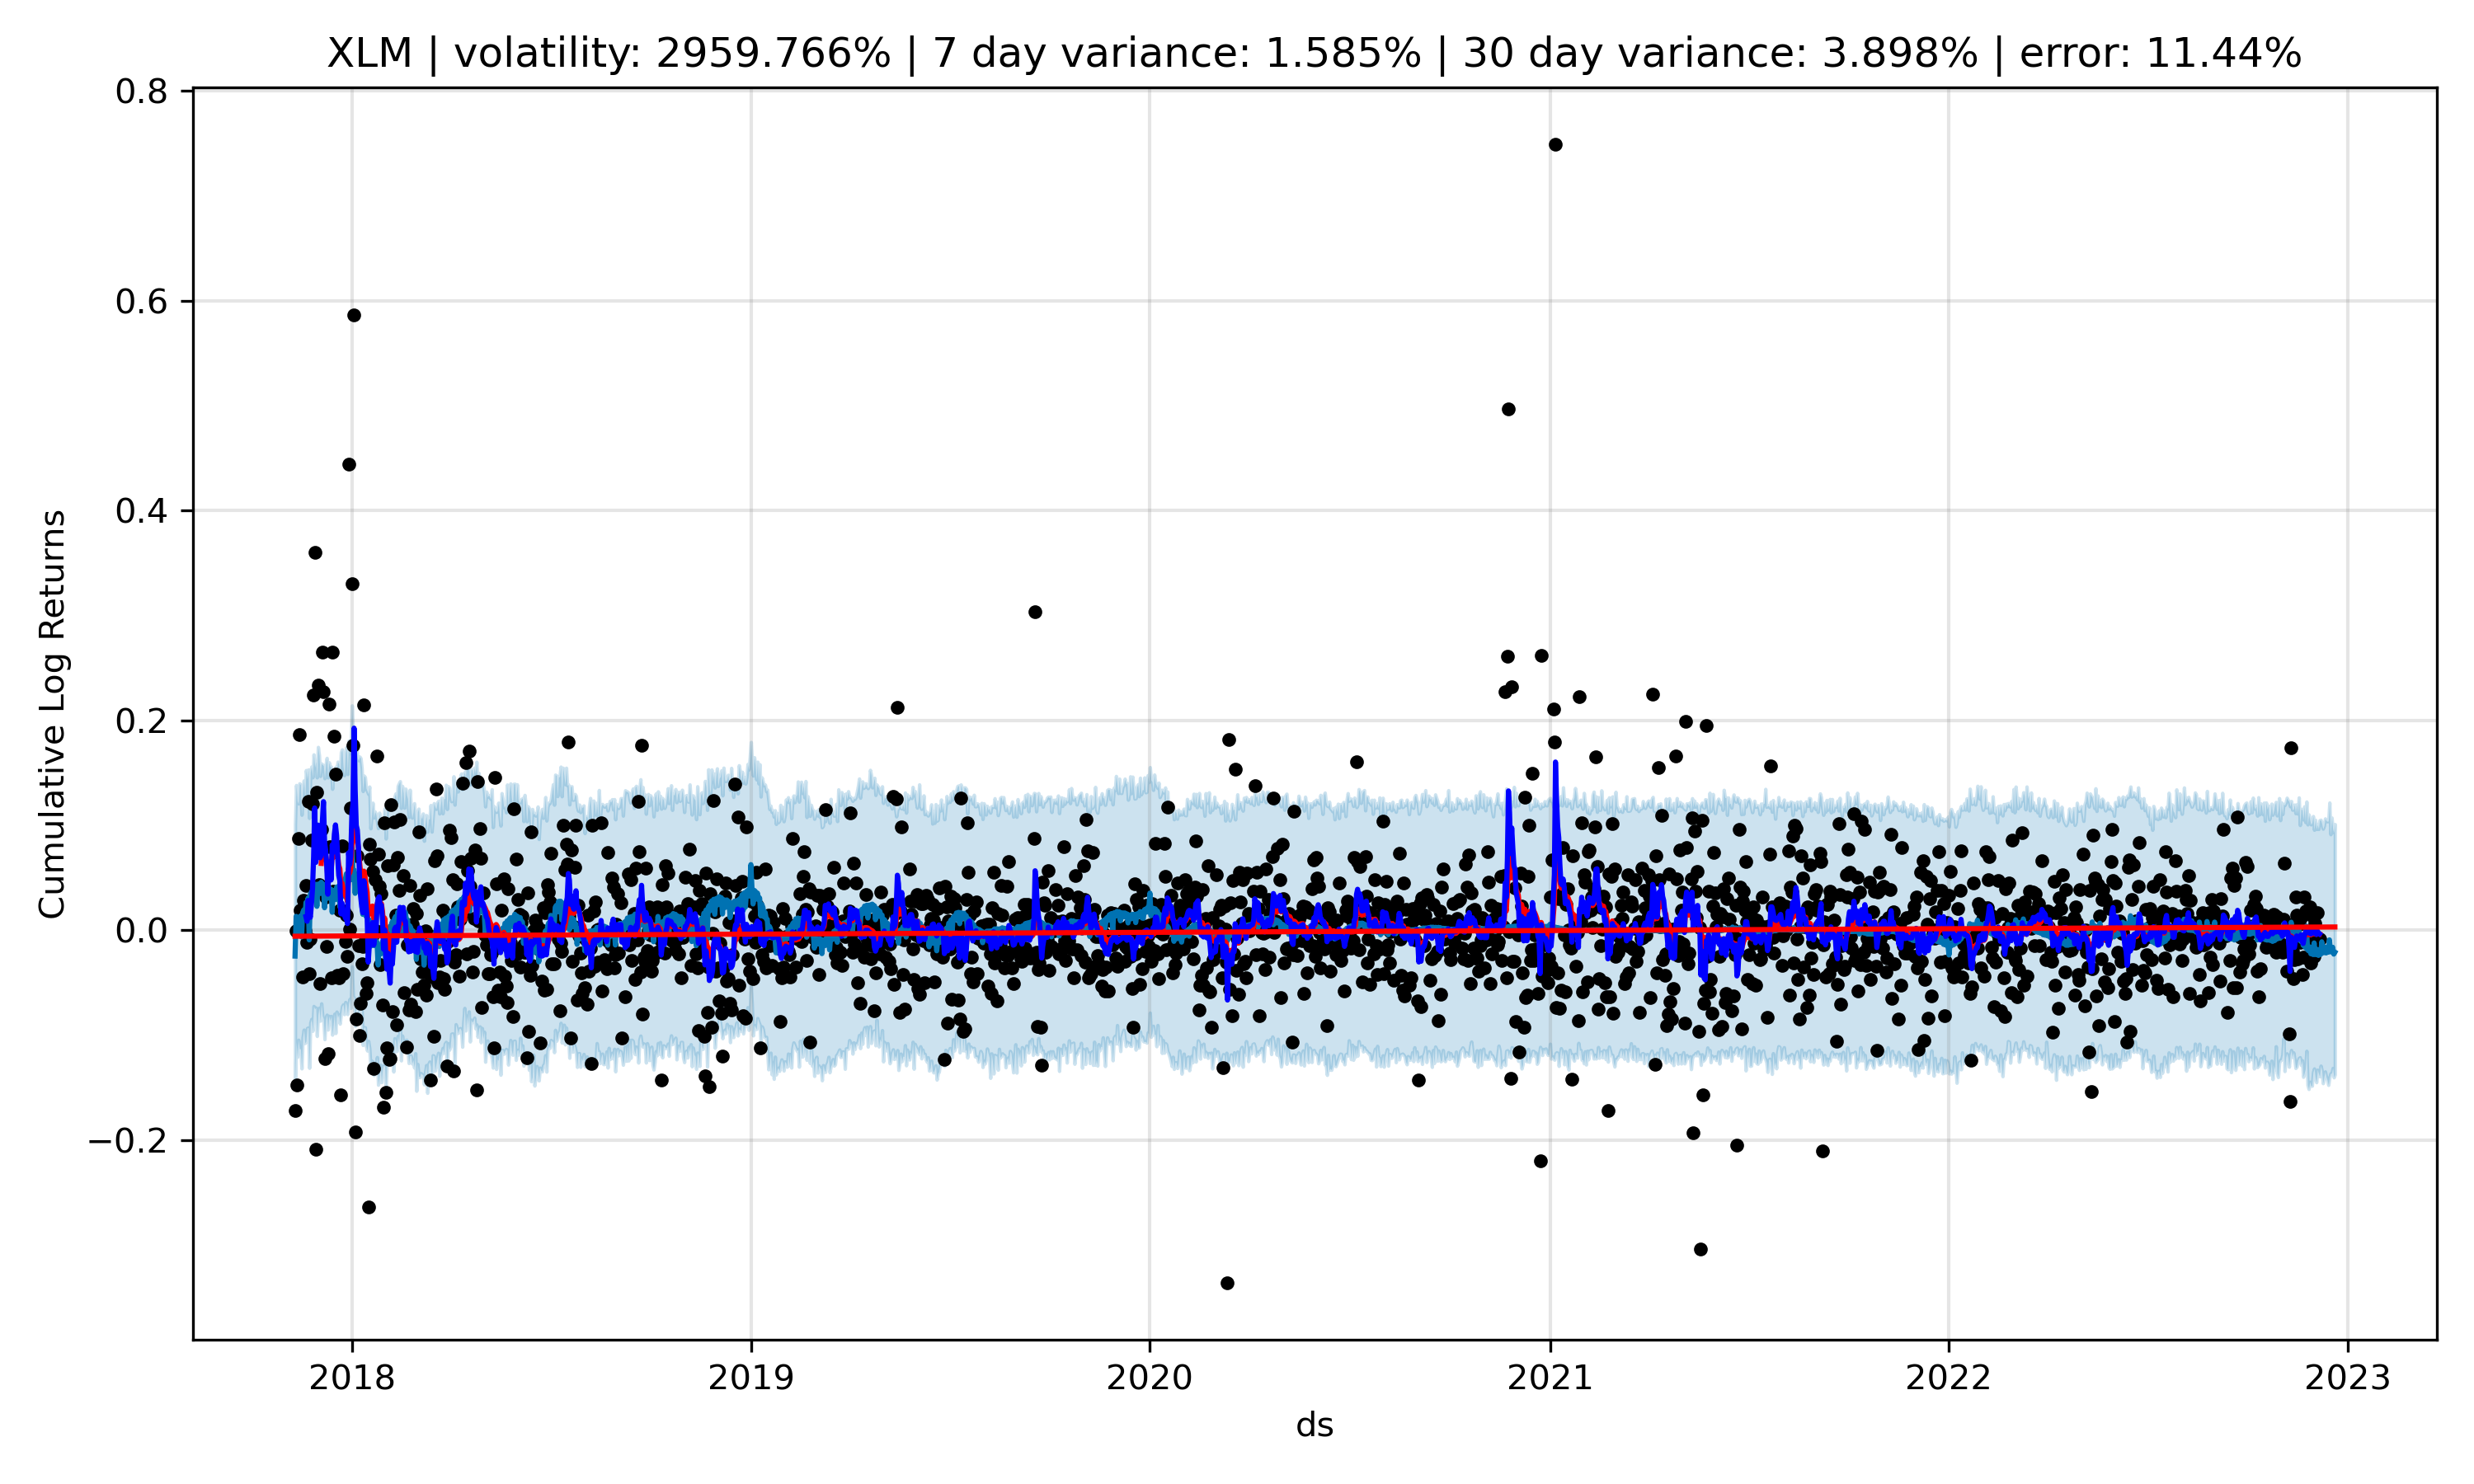 XLM | volatility: 2959.766% | 7 day variance: 1.585% | 30 day variance: 3.898% | error: 11.44%
0.8
0.6
0.4
0.2
0.0
−0.2
Cumulative Log Returns
2018 2019 2020 2021 2022 2023
ds